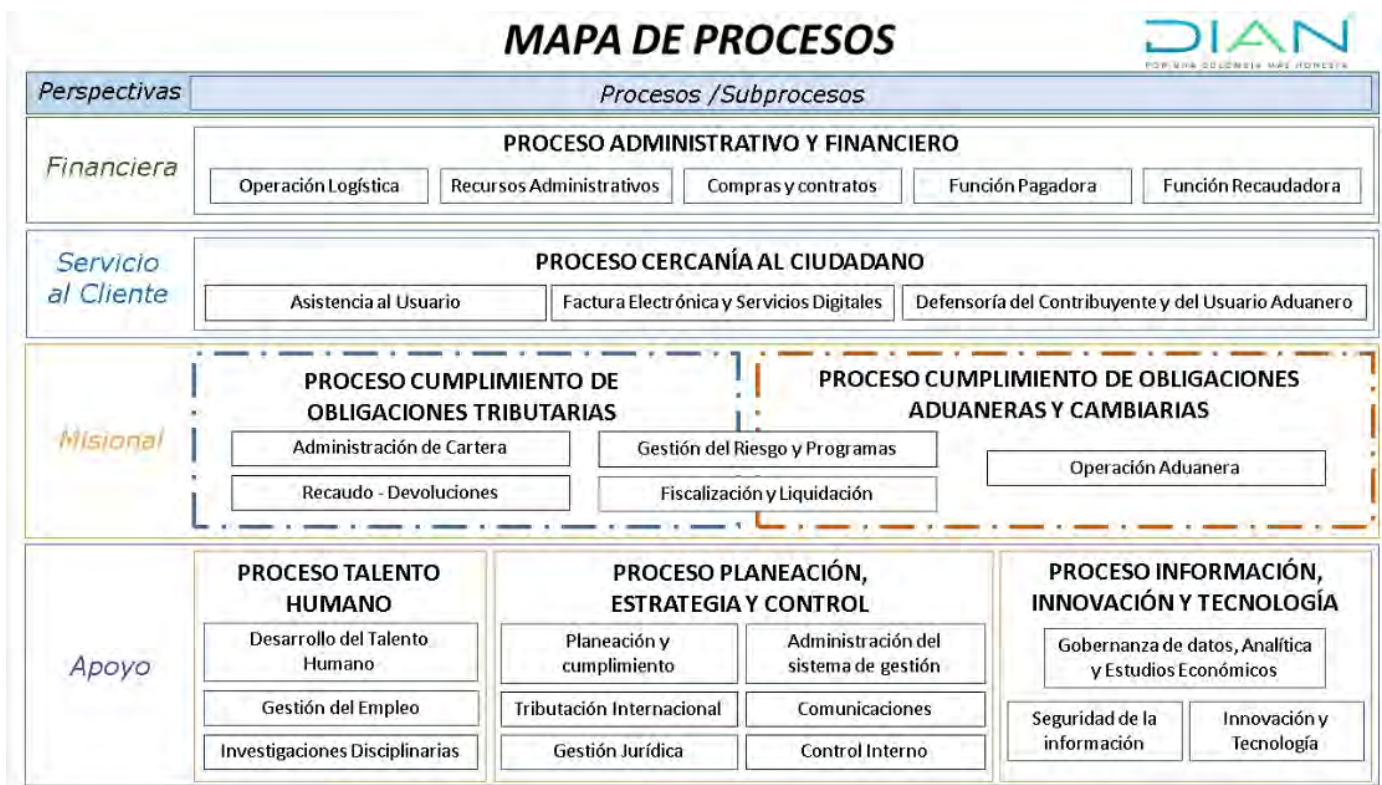 MAPA DE PROCESOS
DIAN
POR UNA COLOMBIA MÁS HONESTA
Perspectivas
Procesos /Subprocesos
Financiera
PROCESO ADMINISTRATIVO Y FINANCIERO
Operación Logística
Recursos Administrativos
Compras y contratos
Función Pagadora
Función Recaudadora
Servicio
al Cliente
PROCESO CERCANÍA AL CIUDADANO
Asistencia al Usuario
Factura Electrónica y Servicios Digitales
Defensoría del Contribuyente y del Usuario Aduanero
Misional
PROCESO CUMPLIMIENTO DE
OBLIGACIONES TRIBUTARIAS
Administración de Cartera
Recaudo - Devoluciones
Gestión del Riesgo y Programas
Fiscalización y Liquidación
PROCESO CUMPLIMIENTO DE OBLIGACIONES
ADUANERAS Y CAMBIARIAS
Operación Aduanera
Apoyo
PROCESO TALENTO
HUMANO
Desarrollo del Talento
Humano
Gestión del Empleo
Investigaciones Disciplinarias
PROCESO PLANEACIÓN,
ESTRATEGIA Y CONTROL
Planeación y
cumplimiento
Administración del
sistema de gestión
Tributación Internacional
Comunicaciones
Gestión Jurídica
Control Interno
PROCESO INFORMACIÓN,
INNOVACIÓN Y TECNOLOGÍA
Gobernanza de datos, Analítica
y Estudios Económicos
Seguridad de la
información
Innovación y
Tecnología